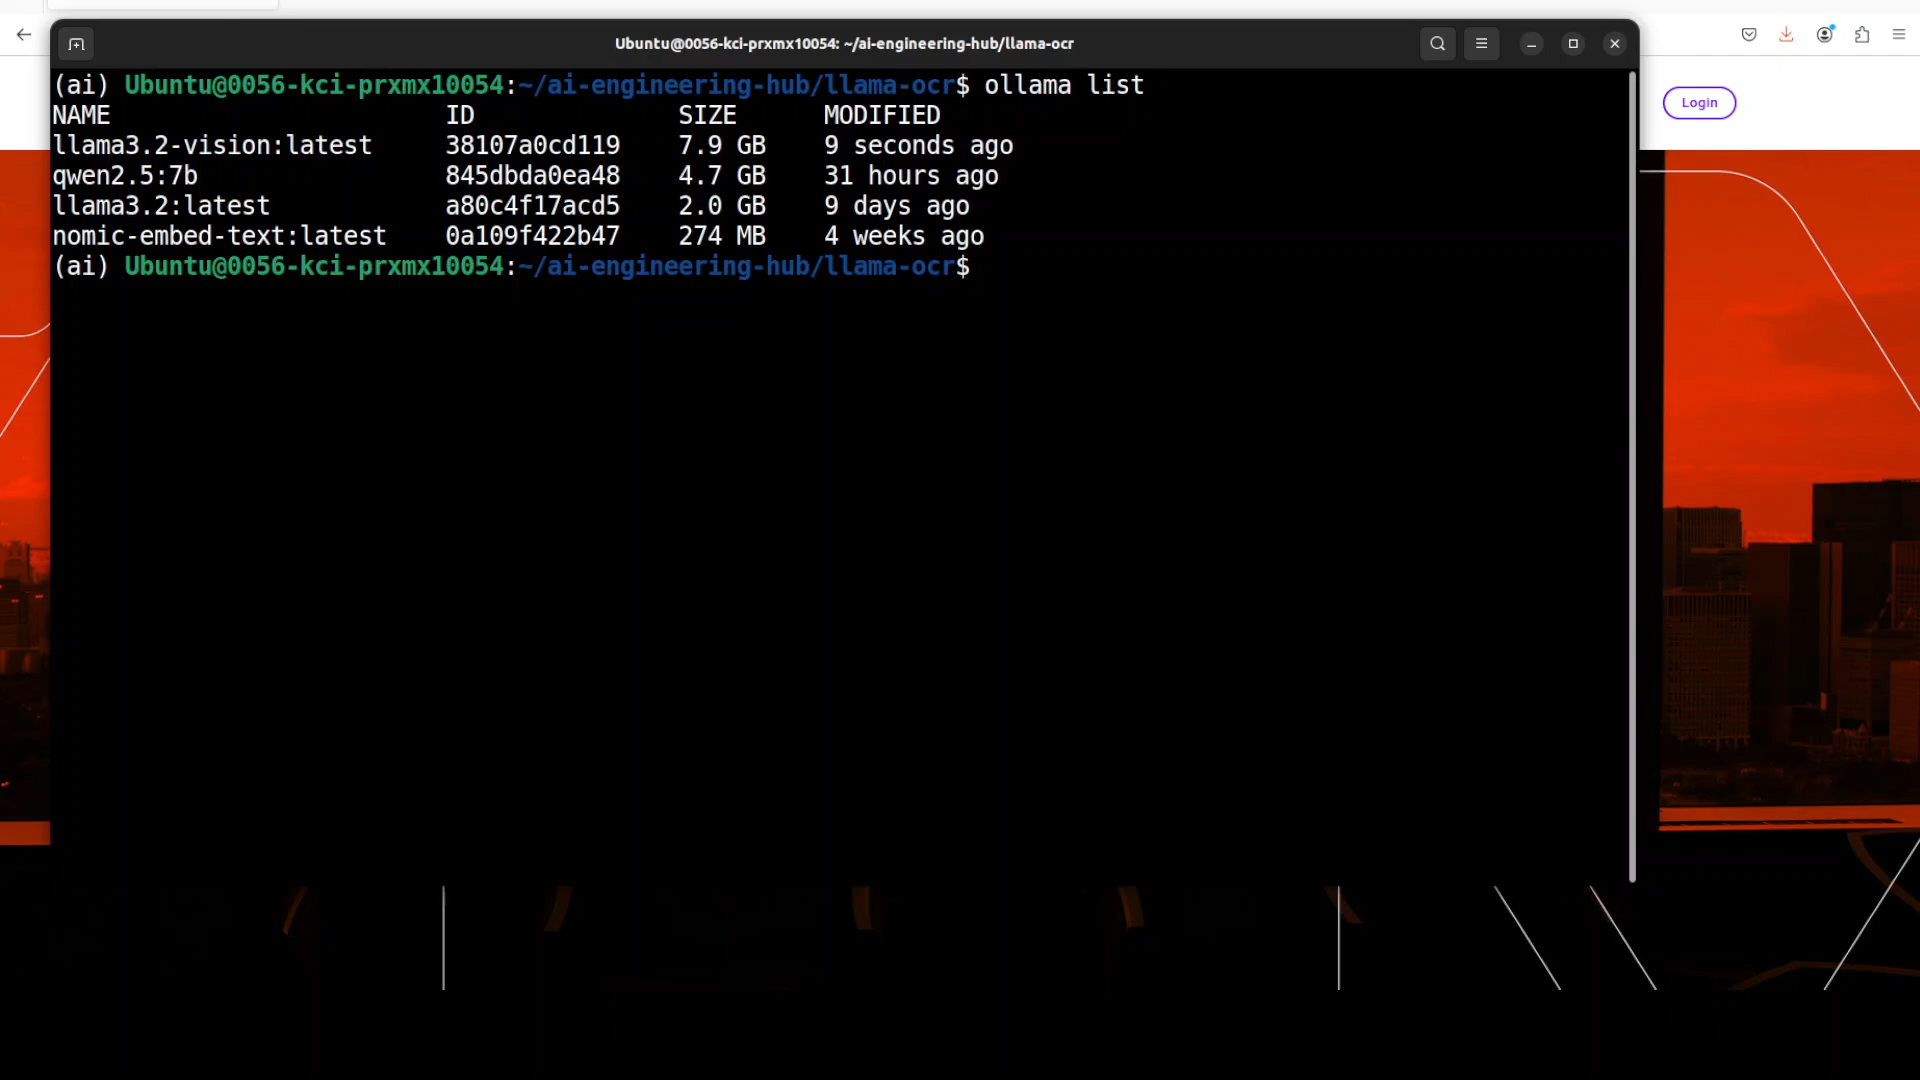 Ubuntu@0056-kci-prxmx10054: ~/ai-engineering-hub/llama-ocr
Login
(ai) Ubuntu@0056-kci-prxmx10054:~/ai-engineering-hub/llama-ocr$ ollama list
NAME ID SIZE MODIFIED
llama3.2-vision:latest 38107a0cd119 7.9 GB 9 seconds ago
qwen2.5:7b 845dbda0ea48 4.7 GB 31 hours ago
llama3.2:latest a80c4f17acd5 2.0 GB 9 days ago
nomic-embed-text:latest 0a109f422b47 274 MB 4 weeks ago
(ai) Ubuntu@0056-kci-prxmx10054:~/ai-engineering-hub/llama-ocr$